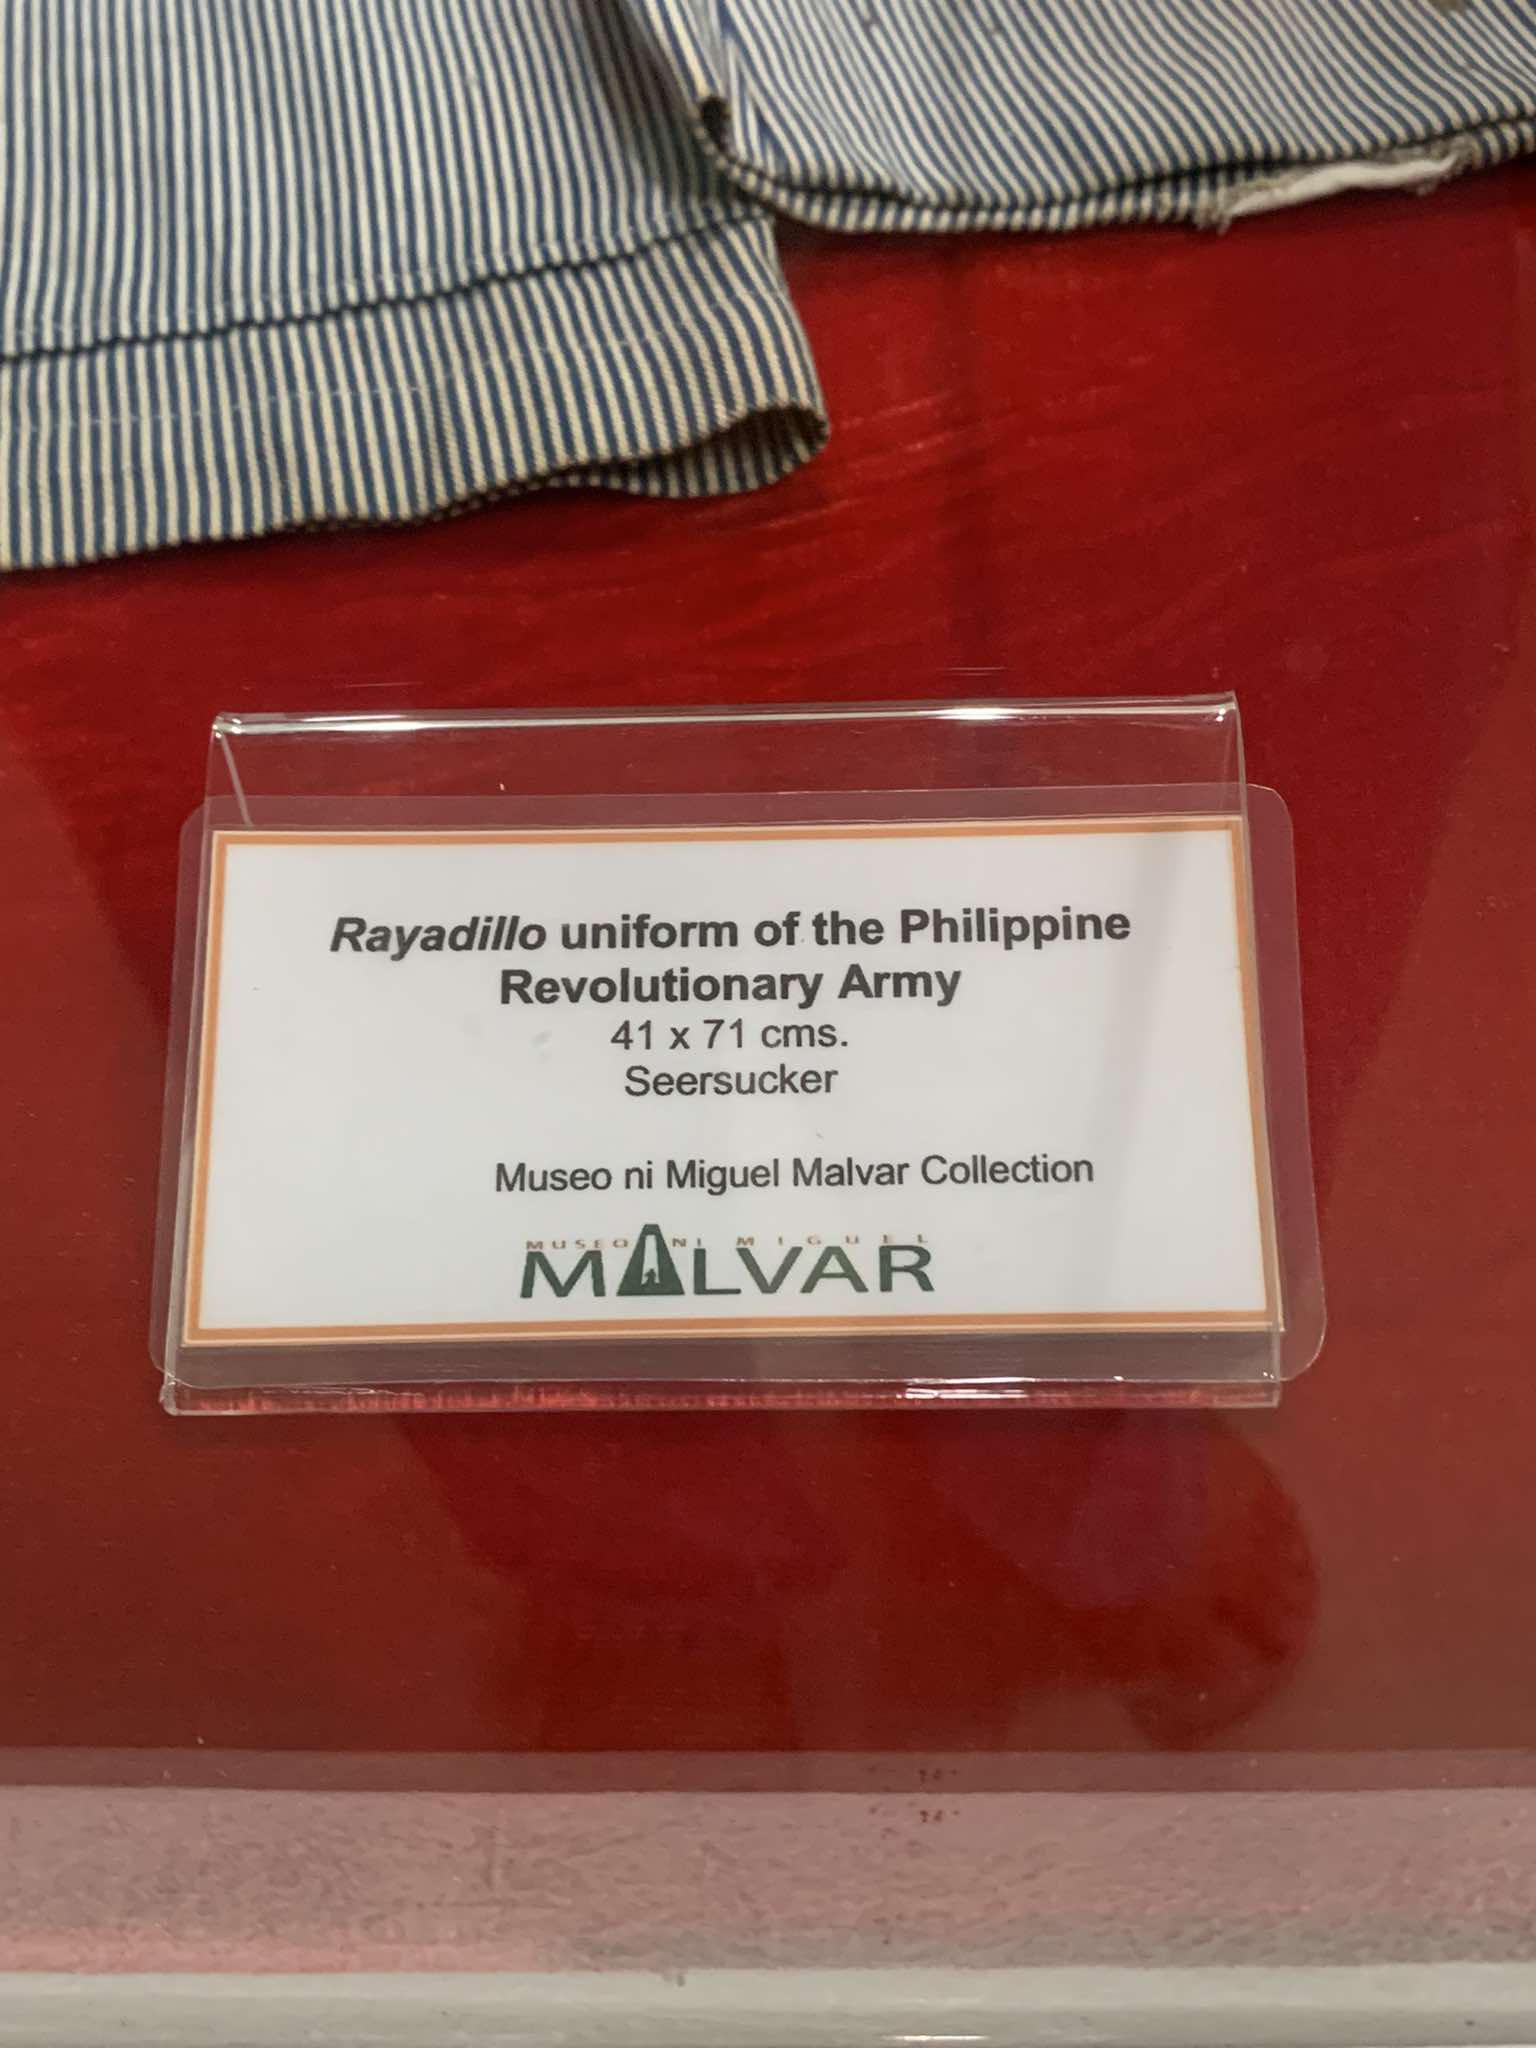 Rayadillo uniform of the Philippine
Revolutionary Army
41 x 71 cms.
Seersucker
Museo ni Miguel Malvar Collection
MUSEO NI MIGUEL
MALVAR